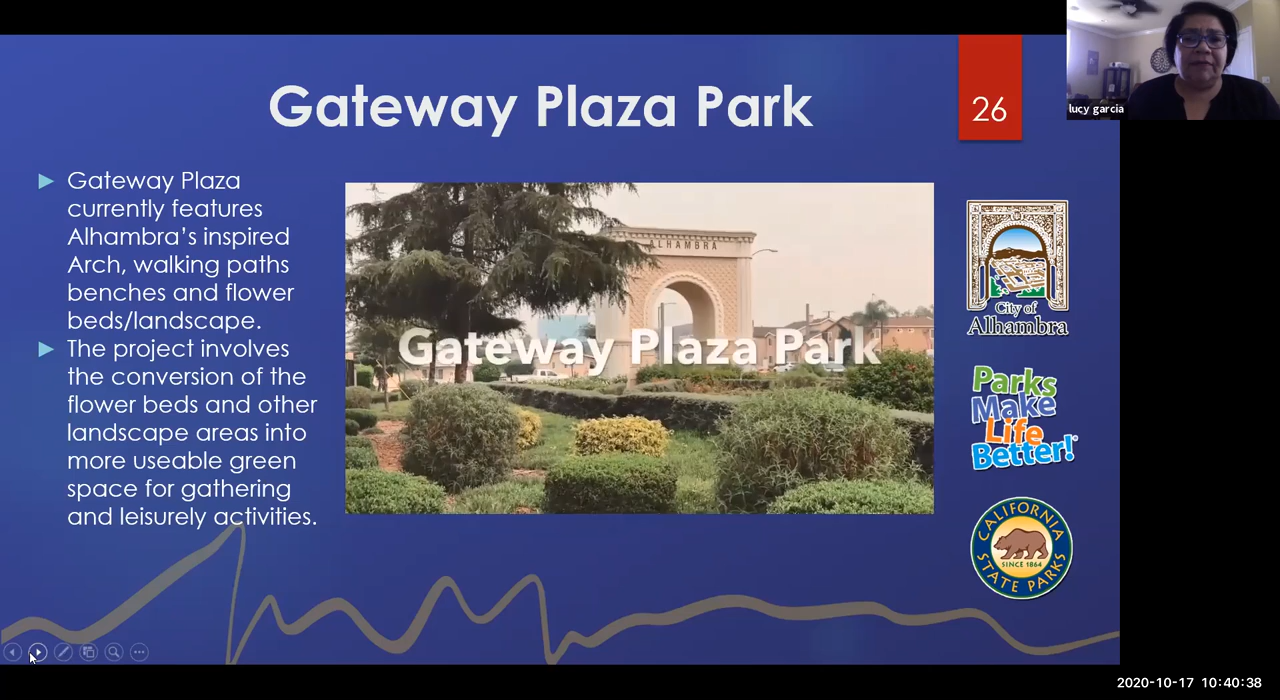 Gateway Plaza Park
26
lucy garcia
Gateway Plaza
currently features
Alhambra’s inspired
Arch, walking paths
benches and flower
beds/landscape.
The project involves
the conversion of the
flower beds and other
landscape areas into
more useable green
space for gathering
and leisurely activities.
ALHAMBRA
Gateway Plaza Park
City of
Alhambra
Parks
Make
Life
Better!®
CALIFORNIA
SINCE 1864
STATE PARKS
2020-10-17 10:40:38